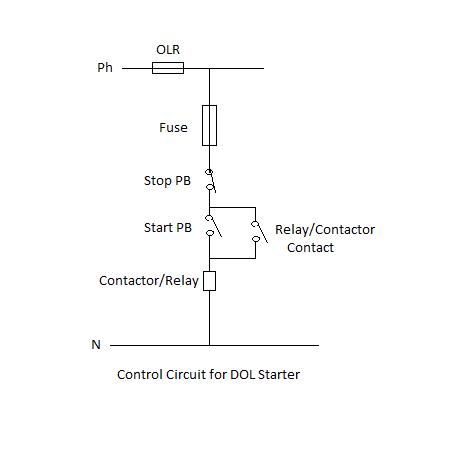 OLR
Ph
Fuse
Stop PB
Start PB
Relay/Contactor
Contact
Contactor/Relay
N
Control Circuit for DOL Starter